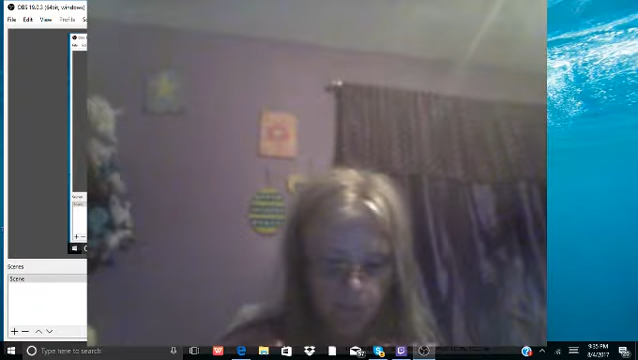 OBS 19.0.3 (64bit, windows)
File Edit View Profile Sc
Scenes
Scene
Type here to search
9:35 PM
8/4/2017